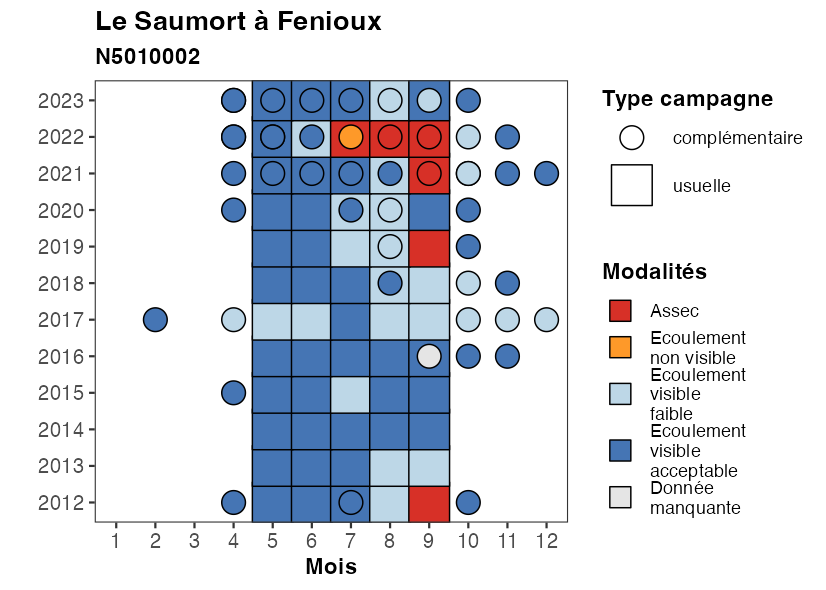 Le Saumort à Fenioux
N5010002
2023
2022
2021
2020
2019
2018
2017
2016
2015
2014
2013
2012
1 2 3 4 5 6 7 8 9 10 11 12
Mois
Type campagne
complémentaire
usuelle
Modalités
Assec
Ecoulement
non visible
Ecoulement
visible
faible
Ecoulement
visible
acceptable
Donnée
manquante